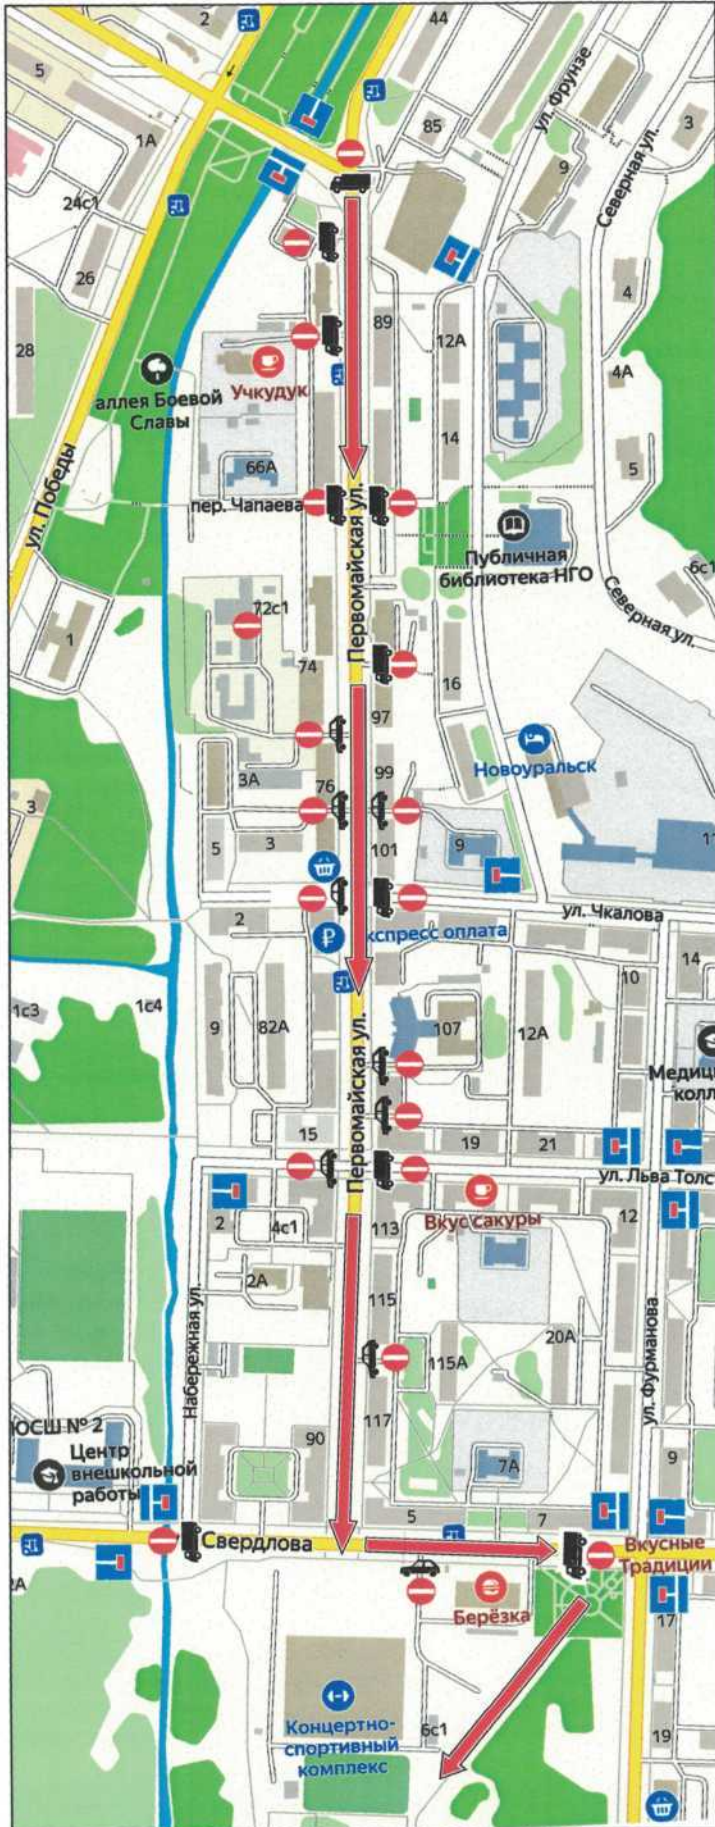 2
44
5
1А
85
ул. Фрунзе
3
9
Северная ул.
24с1
26
4
28
89
12А
4А
аллея Боевой
Славы
Учкудук
14
5
ул. Победы
66А
пер. Чапаева
Первомайская ул.
Публичная
библиотека НГО
6с1
72с1
Северная ул.
1
74
16
97
Новоуральск
3А
76
99
3
5
3
101
9
11
2
кспресс оплата
ул. Чкалова
14
10
1с3
1с4
9
82А
107
12А
Первомайская ул.
Медиц
колл
15
19
21
ул. Льва Толс
2
4с1
113
Вкус сакуры
12
2А
115
Набережная ул.
115А
20А
ул. Фурманова
ЮСШ № 2
90
117
Центр
внешкольной
работы
7А
9
5
7
Свердлова
Вкусные
Традиции
2А
Берёзка
17
Концертно-
спортивный
комплекс
6с1
19